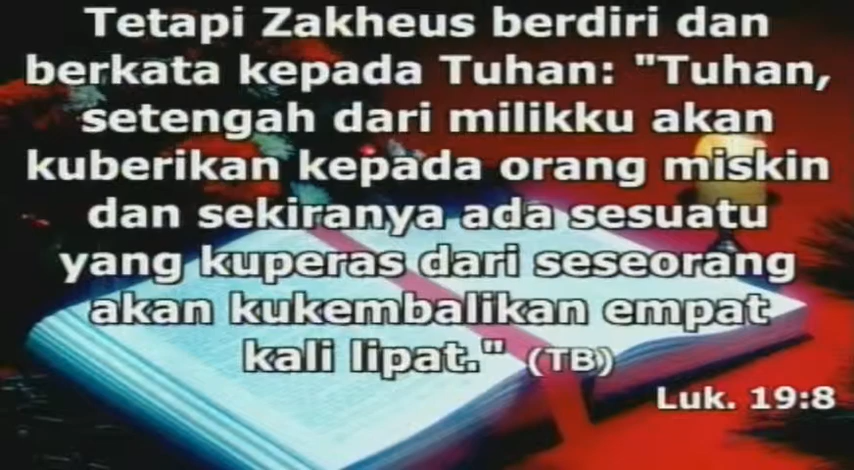 Tetapi Zakheus berdiri dan
berkata kepada Tuhan: "Tuhan,
setengah dari milikku akan
kuberikan kepada orang miskin
dan sekiranya ada sesuatu
yang kuperas dari seseorang
akan kukembalikan empat
kali lipat." (TB)
Luk. 19:8